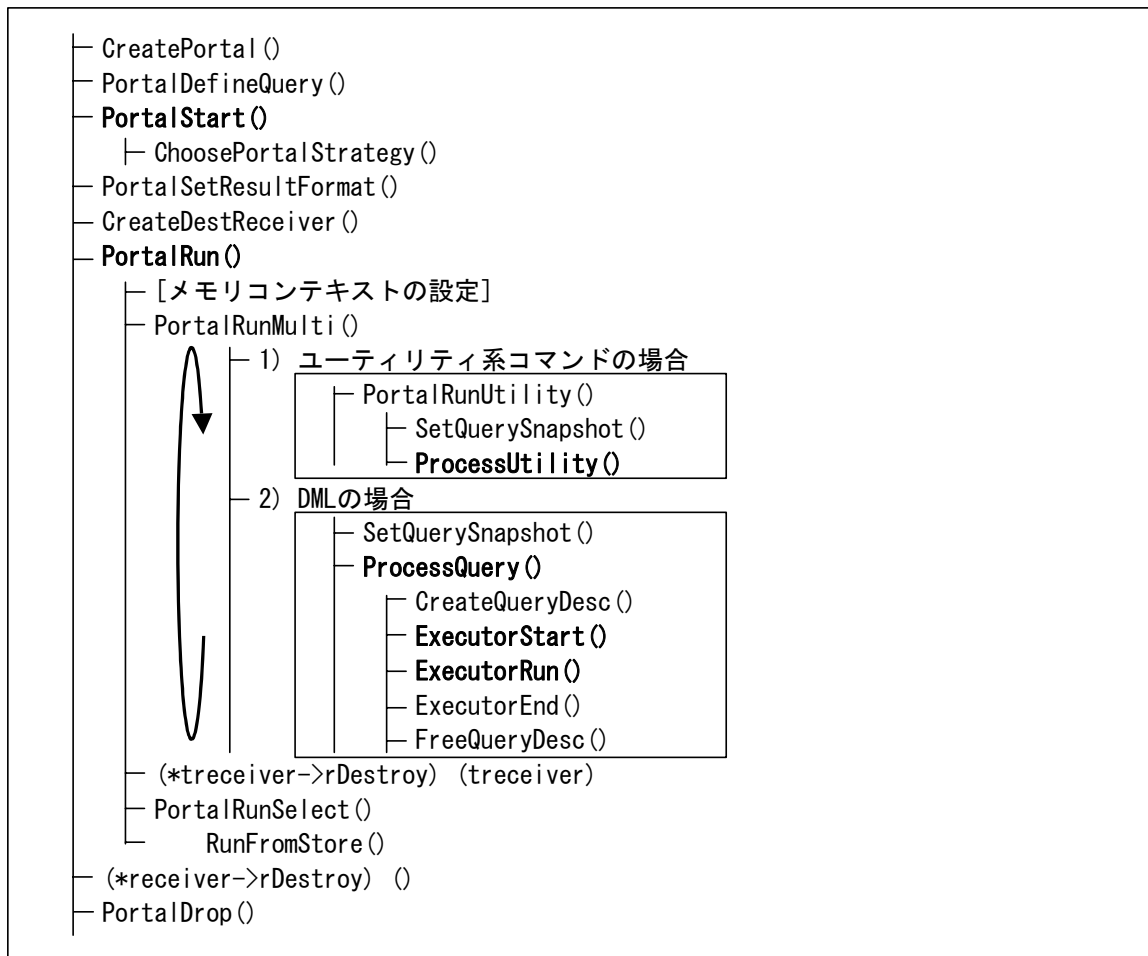 CreatePortal()
PortalDefineQuery()
PortalStart()
ChoosePortalStrategy()
PortalSetResultFormat()
CreateDestReceiver()
PortalRun()
[メモリコンテキストの設定]
PortalRunMulti()
1) ユーティリティ系コマンドの場合
PortalRunUtility()
SetQuerySnapshot()
ProcessUtility()
2) DMLの場合
SetQuerySnapshot()
ProcessQuery()
CreateQueryDesc()
ExecutorStart()
ExecutorRun()
ExecutorEnd()
FreeQueryDesc()
(*treceiver->rDestroy) (treceiver)
PortalRunSelect()
RunFromStore()
(*receiver->rDestroy) ()
PortalDrop()